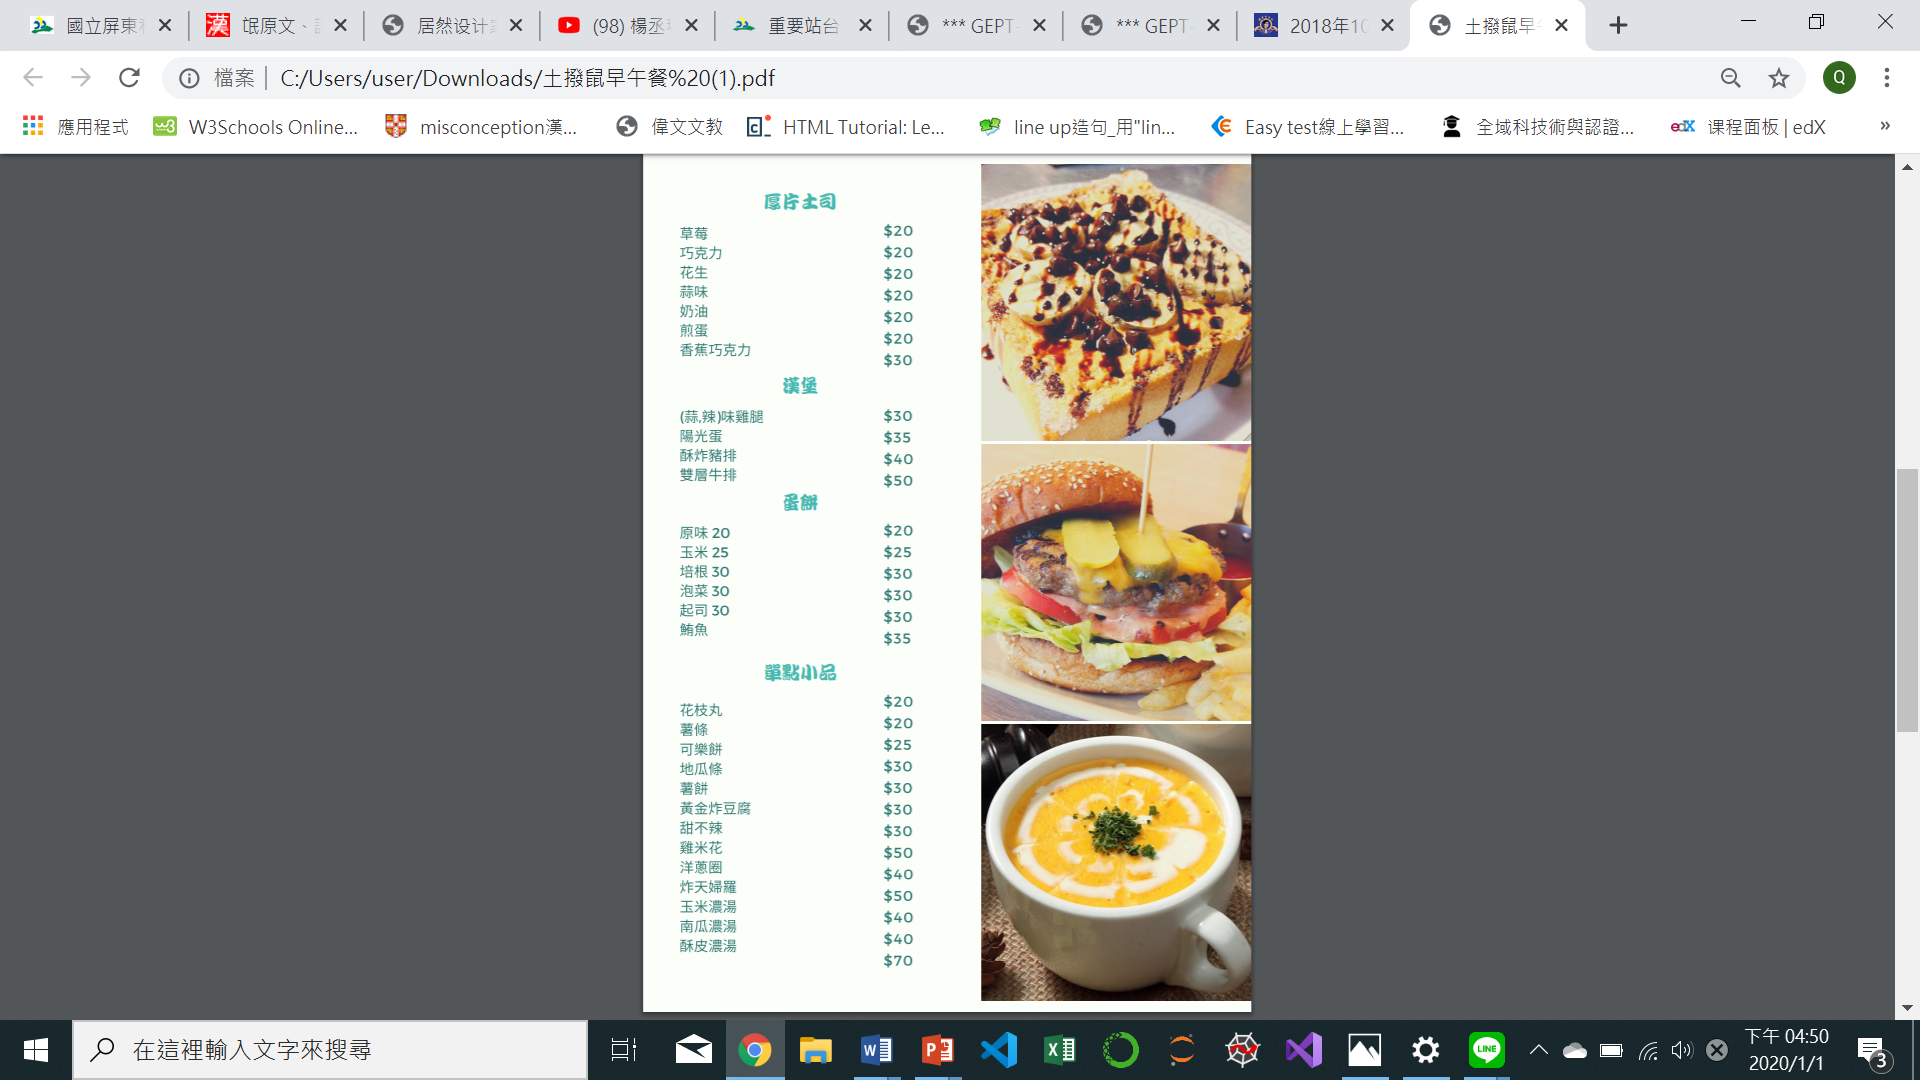 國立屏東科
氓原文、
居然设计
(98) 楊丞
重要站台
*** GEPT
*** GEPT
2018年10
土撥鼠早午
檔案 C:/Users/user/Downloads/土撥鼠早午餐%20(1).pdf
Q
應用程式 W3Schools Online... misconception漢... 偉文文教 HTML Tutorial: Le... line up造句_用"lin... Easy test線上學習... 全域科技術與認證... 课程面板 | edX »
厚片土司
草莓 $20
巧克力 $20
花生 $20
蒜味 $20
奶油 $20
煎蛋 $20
香蕉巧克力 $30
漢堡
(蒜,辣)味雞腿 $30
陽光蛋 $35
酥炸豬排 $40
雙層牛排 $50
蛋餅
原味 20 $20
玉米 25 $25
培根 30 $30
泡菜 30 $30
起司 30 $30
鮪魚 $35
單點小品
花枝丸 $20
薯條 $20
可樂餅 $25
地瓜條 $30
薯餅 $30
黃金炸豆腐 $30
甜不辣 $30
雞米花 $50
洋蔥圈 $40
炸天婦羅 $50
玉米濃湯 $40
南瓜濃湯 $40
酥皮濃湯 $70
在這裡輸入文字來搜尋
下午 04:50
2020/1/1
3